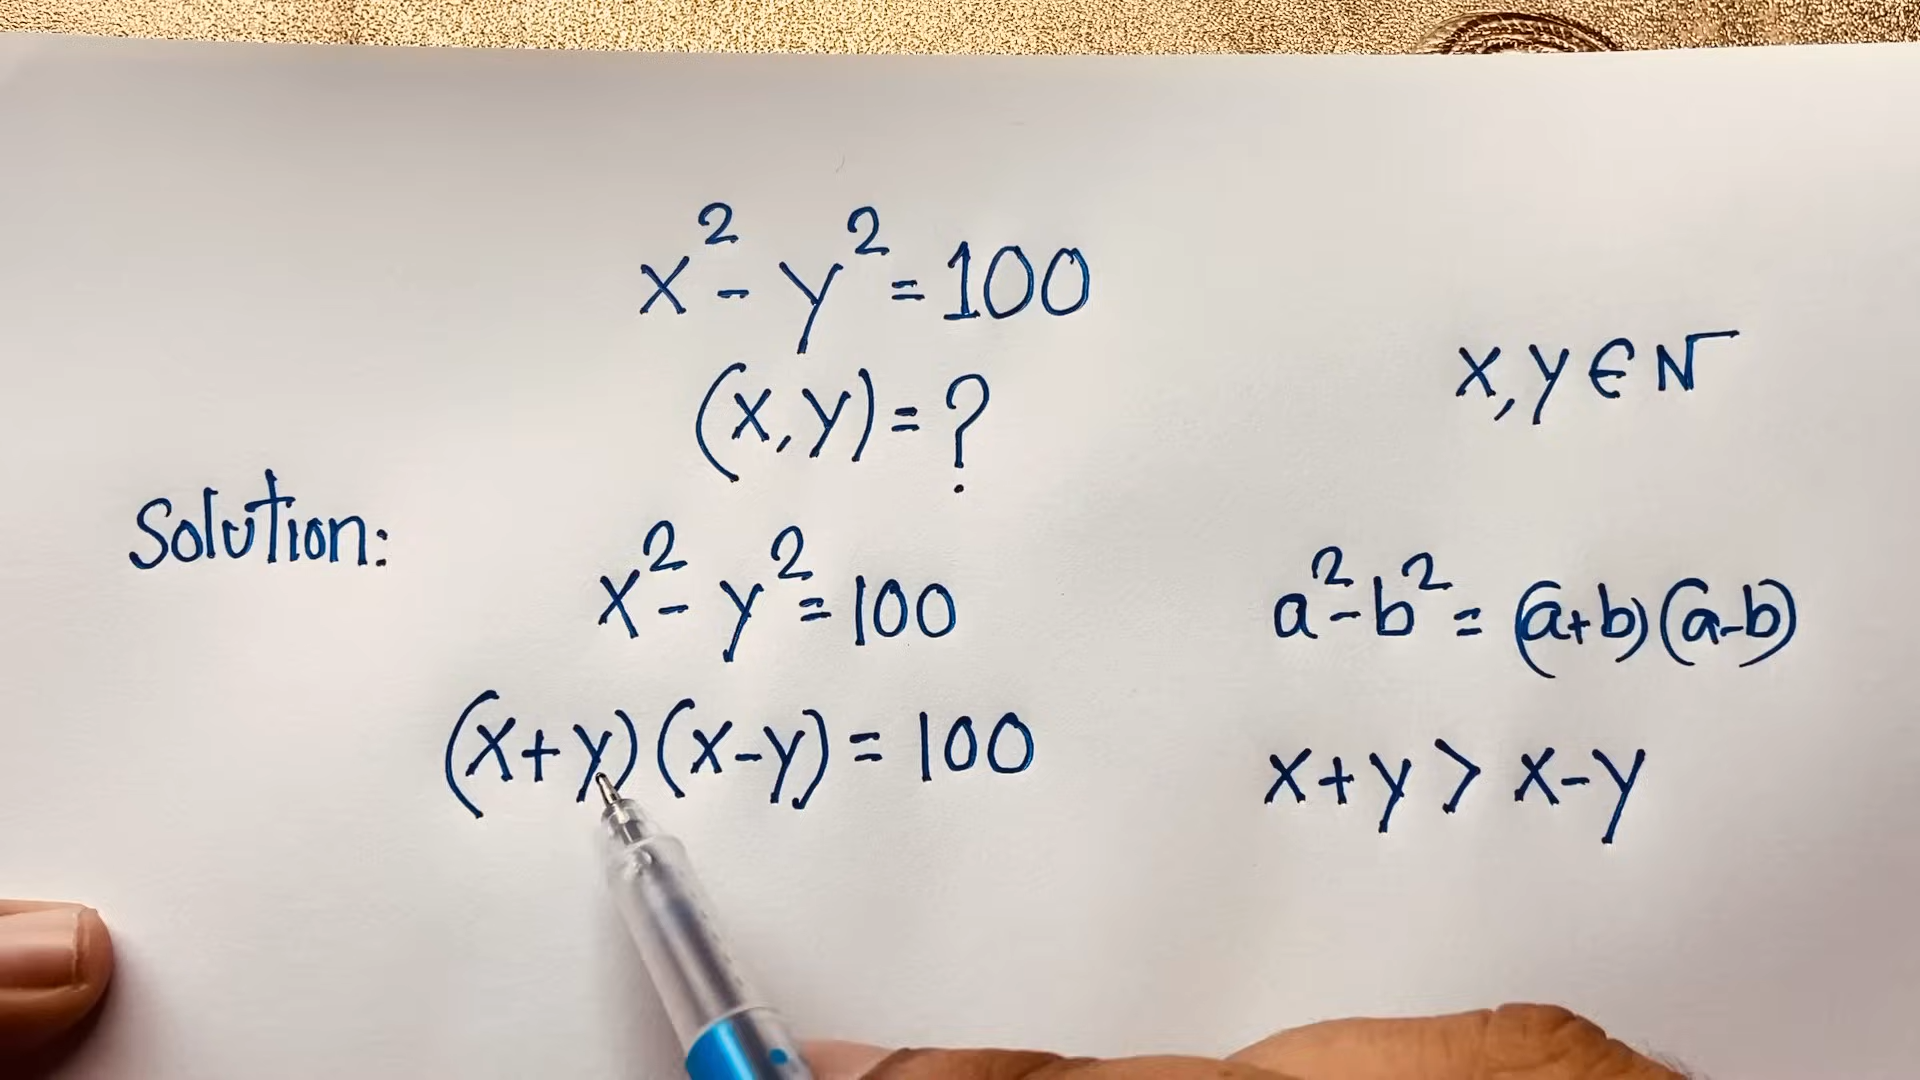 x² - y² = 100
(x,y) = ?
x,y ∈ N
Solution:
x² - y² = 100
a² - b² = (a+b)(a-b)
(x+y)(x-y) = 100
x+y > x-y